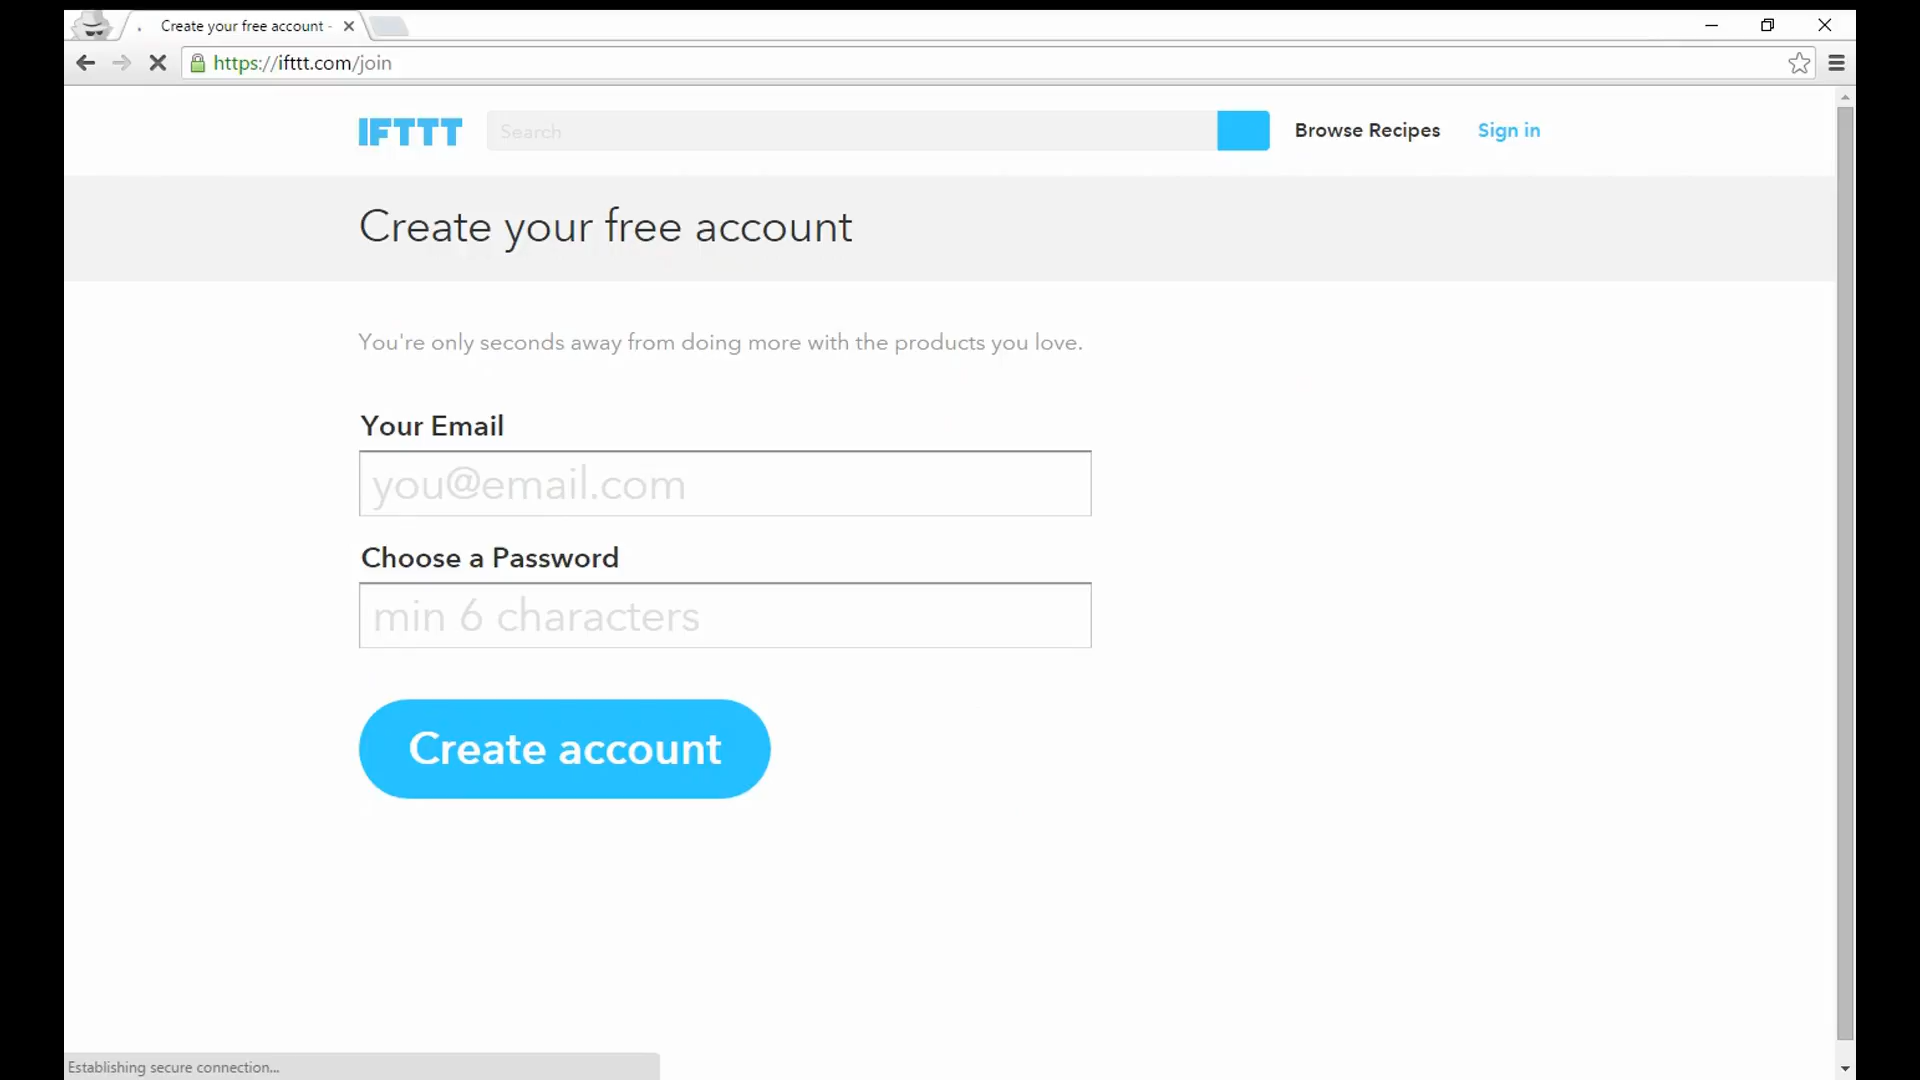 Create your free account -
https://ifttt.com/join
IFTTT
Search
Browse Recipes
Sign in
Create your free account
You're only seconds away from doing more with the products you love.
Your Email
you@email.com
Choose a Password
min 6 characters
Create account
Establishing secure connection...